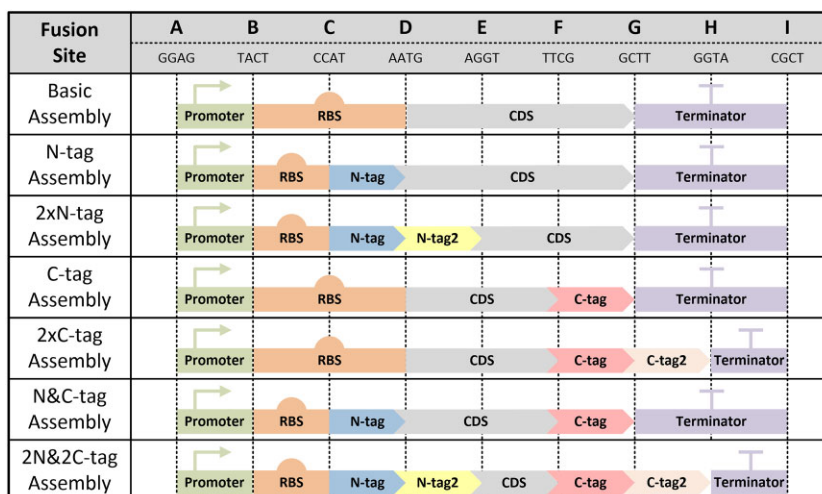 Fusion Site A B C D E F G H I
GGAG TACT CCAT AATG AGGT TTCG GCTT GGTA CGCT
Basic Assembly Promoter RBS CDS Terminator
N-tag Assembly Promoter RBS N-tag CDS Terminator
2xN-tag Assembly Promoter RBS N-tag N-tag2 CDS Terminator
C-tag Assembly Promoter RBS CDS C-tag Terminator
2xC-tag Assembly Promoter RBS CDS C-tag C-tag2 Terminator
N&C-tag Assembly Promoter RBS N-tag CDS C-tag Terminator
2N&2C-tag Assembly Promoter RBS N-tag N-tag2 CDS C-tag C-tag2 Terminator